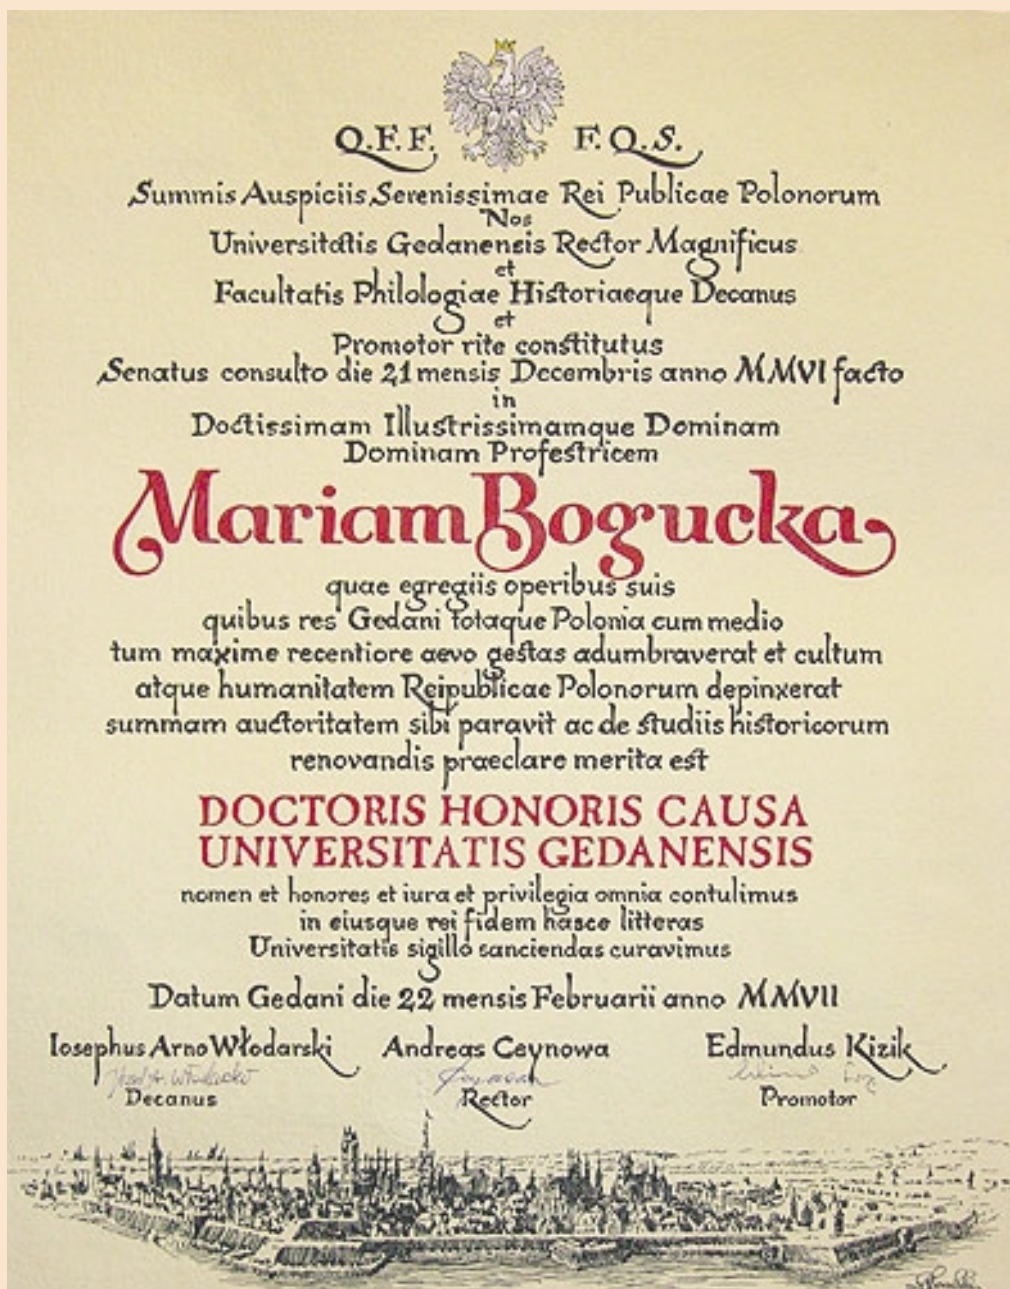 Q.F.F. F.Q.S.
Summis Auspiciis Serenissimae Rei Publicae Polonorum
Nos
Universitatis Gedanensis Rector Magnificus
et
Facultatis Philologiae Historiaeque Decanus
et
Promotor rite constitutus
Senatus consulto die 21 mensis Decembris anno MMVI facto
in
Doctissimam Illustrissimamque Dominam
Dominam Profestricem
Mariam Bogucka
quae egregiis operibus suis
quibus res Gedani totaque Polonia cum medio
tum maxime recentiore aevo gestas adumbraverat et cultum
atque humanitatem Reipublicae Polonorum depinxerat
summam auctoritatem sibi paravit ac de studiis historicorum
renovandis praeclare merita est
DOCTORIS HONORIS CAUSA
UNIVERSITATIS GEDANENSIS
nomen et honores et iura et privilegia omnia contulimus
in eiusque rei fidem hasce litteras
Universitatis sigillo sanciendas curavimus
Datum Gedani die 22 mensis Februarii anno MMVII
Iosephus Arno Włodarski Andreas Ceynowa Edmundus Kizik
Decanus Rector Promotor